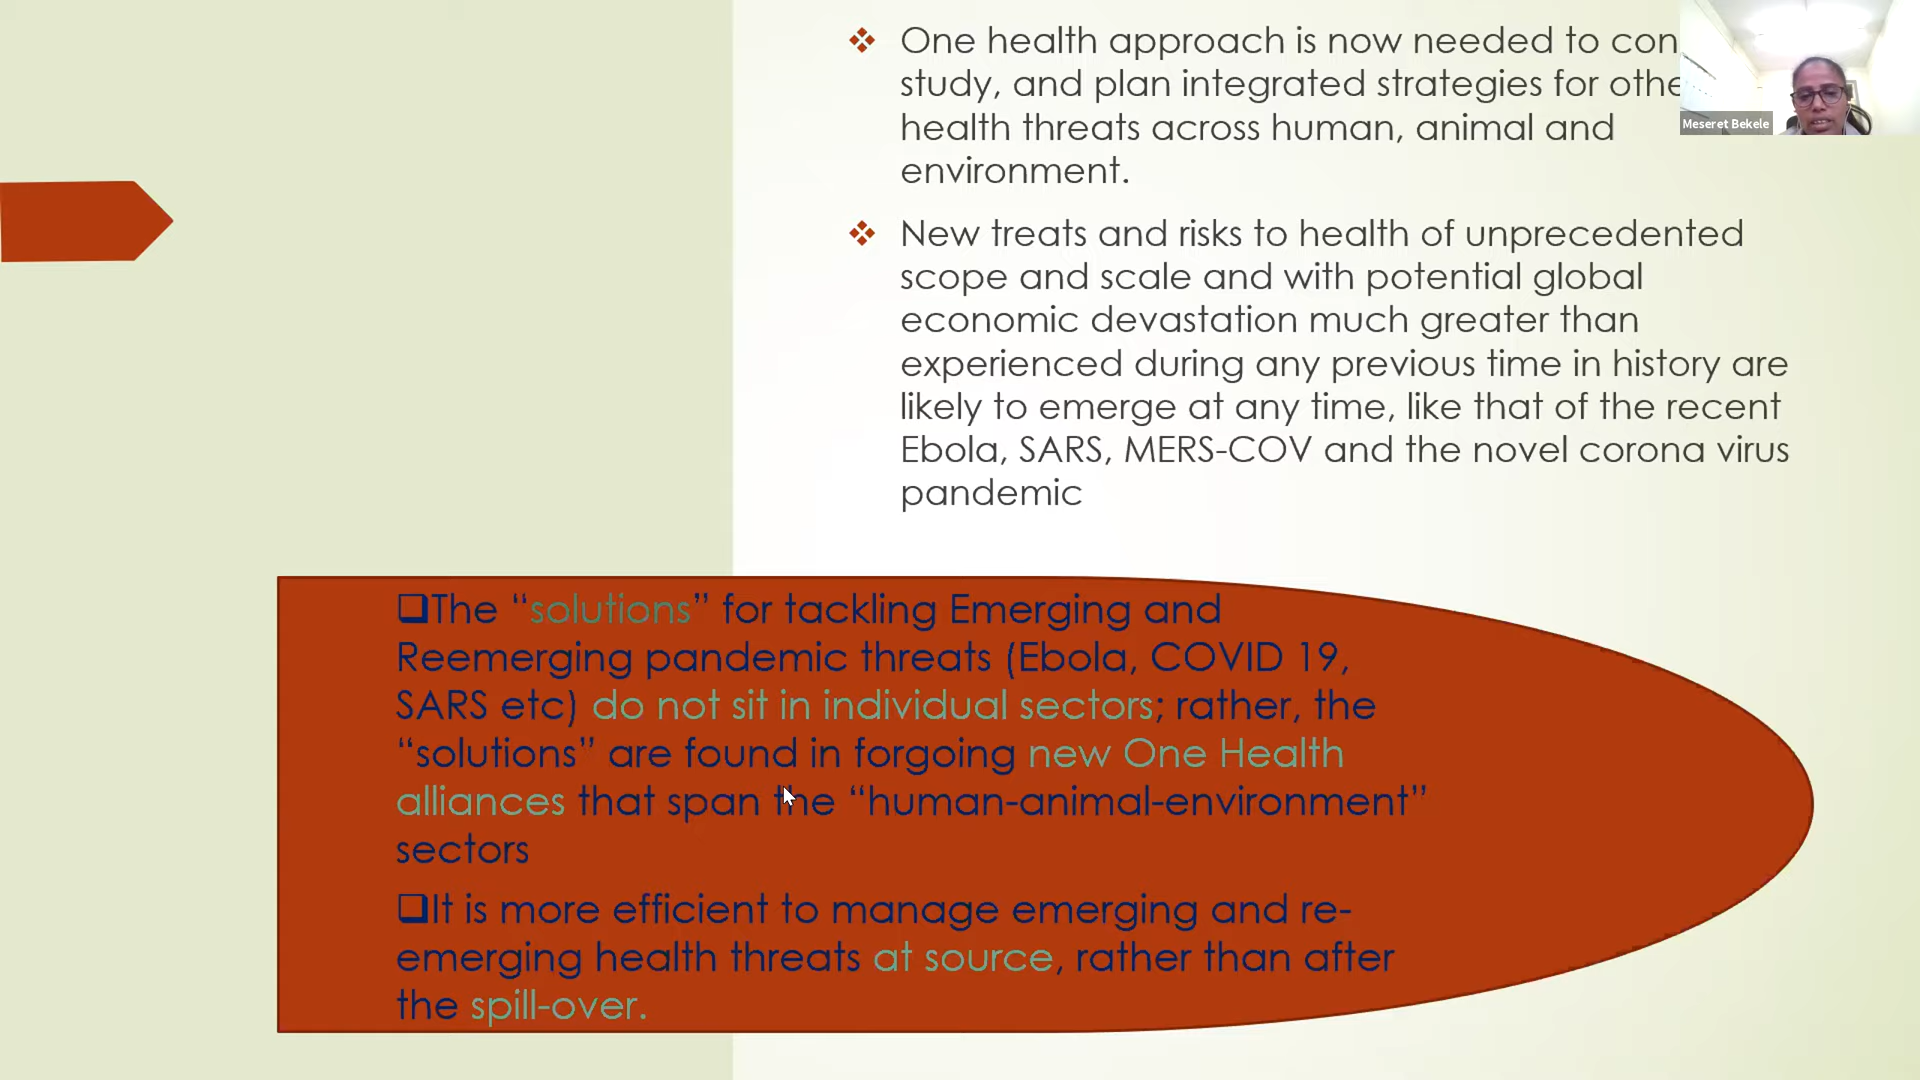 One health approach is now needed to con
study, and plan integrated strategies for othe
health threats across human, animal and
environment.
New treats and risks to health of unprecedented
scope and scale and with potential global
economic devastation much greater than
experienced during any previous time in history are
likely to emerge at any time, like that of the recent
Ebola, SARS, MERS-COV and the novel corona virus
pandemic
Meseret Bekele
The “solutions” for tackling Emerging and
Reemerging pandemic threats (Ebola, COVID 19,
SARS etc) do not sit in individual sectors; rather, the
“solutions” are found in forgoing new One Health
alliances that span the “human-animal-environment”
sectors
It is more efficient to manage emerging and re-
emerging health threats at source, rather than after
the spill-over.